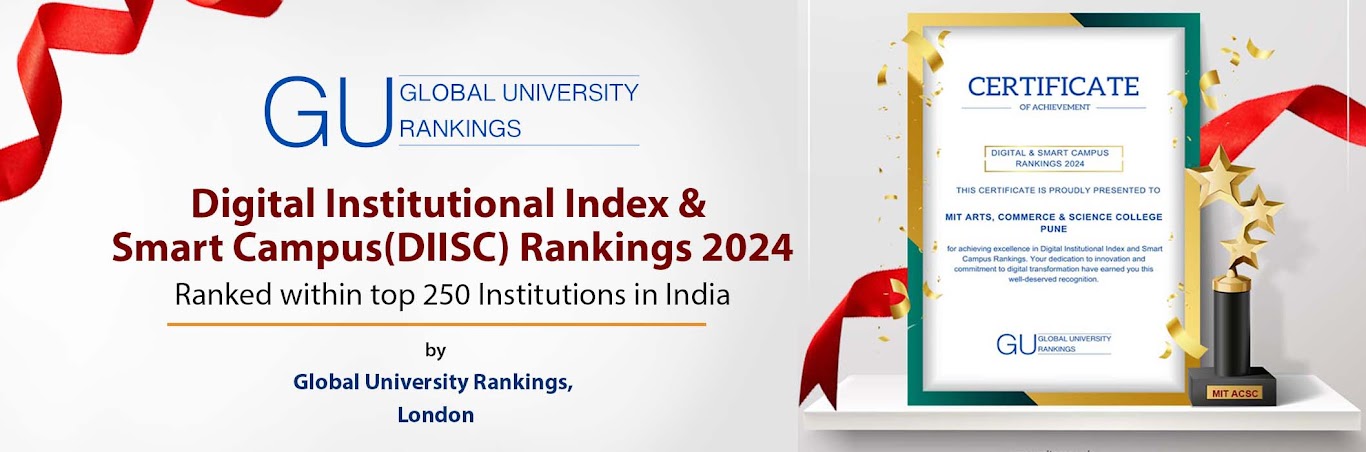 GU GLOBAL UNIVERSITY
RANKINGS
Digital Institutional Index &
Smart Campus(DIISC) Rankings 2024
Ranked within top 250 Institutions in India
by
Global University Rankings,
London
CERTIFICATE
OF ACHIEVEMENT
DIGITAL & SMART CAMPUS
RANKINGS 2024
THIS CERTIFICATE IS PROUDLY PRESENTED TO
MIT ARTS, COMMERCE & SCIENCE COLLEGE
PUNE
for achieving excellence in Digital Institutional Index and Smart
Campus Rankings. Your dedication to innovation and
commitment to digital transformation have earned you this
well-deserved recognition.
GU GLOBAL UNIVERSITY
RANKINGS
MIT ACSC